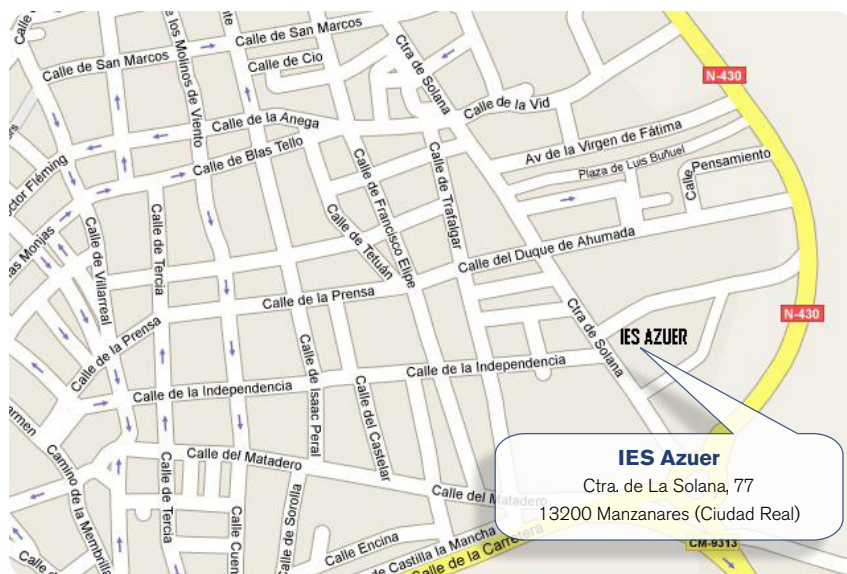 Calle de San Marcos
Calle de San Marcos
Calle de Cio
Ctra de Solana
N-430
los Molinos de Viento
Calle de la Vid
Calle de la Anega
Av de la Virgen de Fátima
Calle de Blas Tello
Plaza de Luis Buñuel
Calle Pensamiento
Calle de Trafalgar
Calle de Francisco Elipe
Calle de Tetuán
Calle de Tercia
Calle de Villarreal
Fléming
as Monjas
Calle del Duque de Ahumada
Calle de la Prensa
Calle de la Prensa
Ctra de Solana
N-430
IES AZUER
Calle de la Independencia
Calle de la Independencia
Calle de Isaac Peral
Calle del Castelar
Camino de la Membrilla
Calle del Matadero
Calle del Matadero
Calle de Tercia
Calle Cuen
Calle de Sorolla
Calle Encina
de Castilla la Mancha
Calle de la Carretera
CM-9313
IES Azuer
Ctra. de La Solana, 77
13200 Manzanares (Ciudad Real)